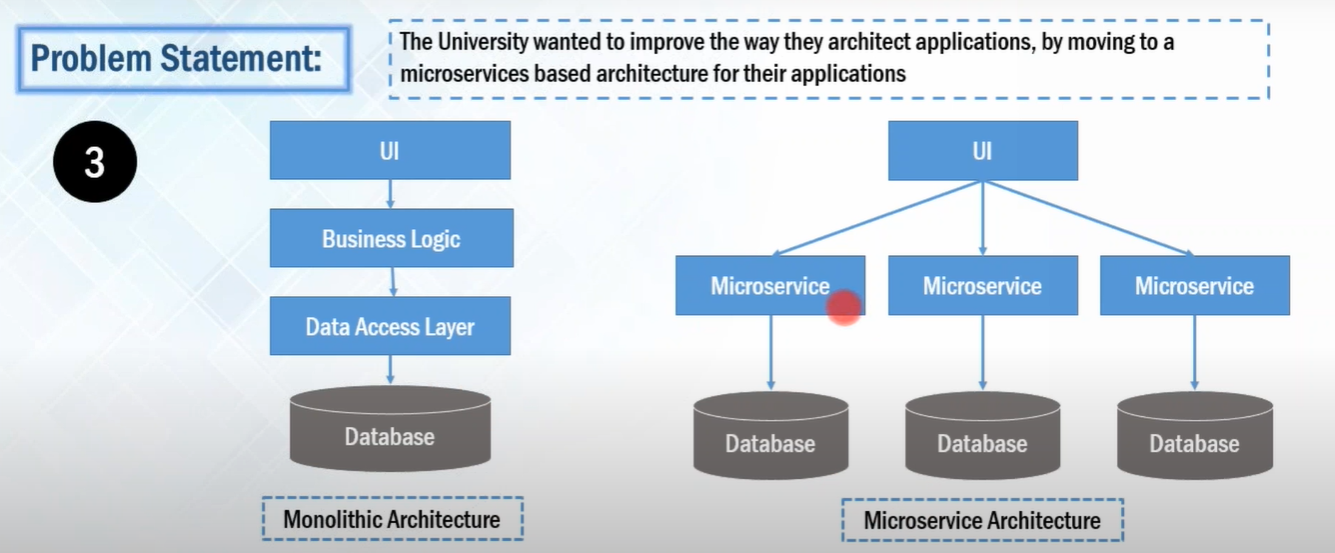 Problem Statement:
The University wanted to improve the way they architect applications, by moving to a
microservices based architecture for their applications
3
UI
Business Logic
Data Access Layer
Database
Monolithic Architecture
UI
Microservice
Microservice
Microservice
Database
Database
Database
Microservice Architecture